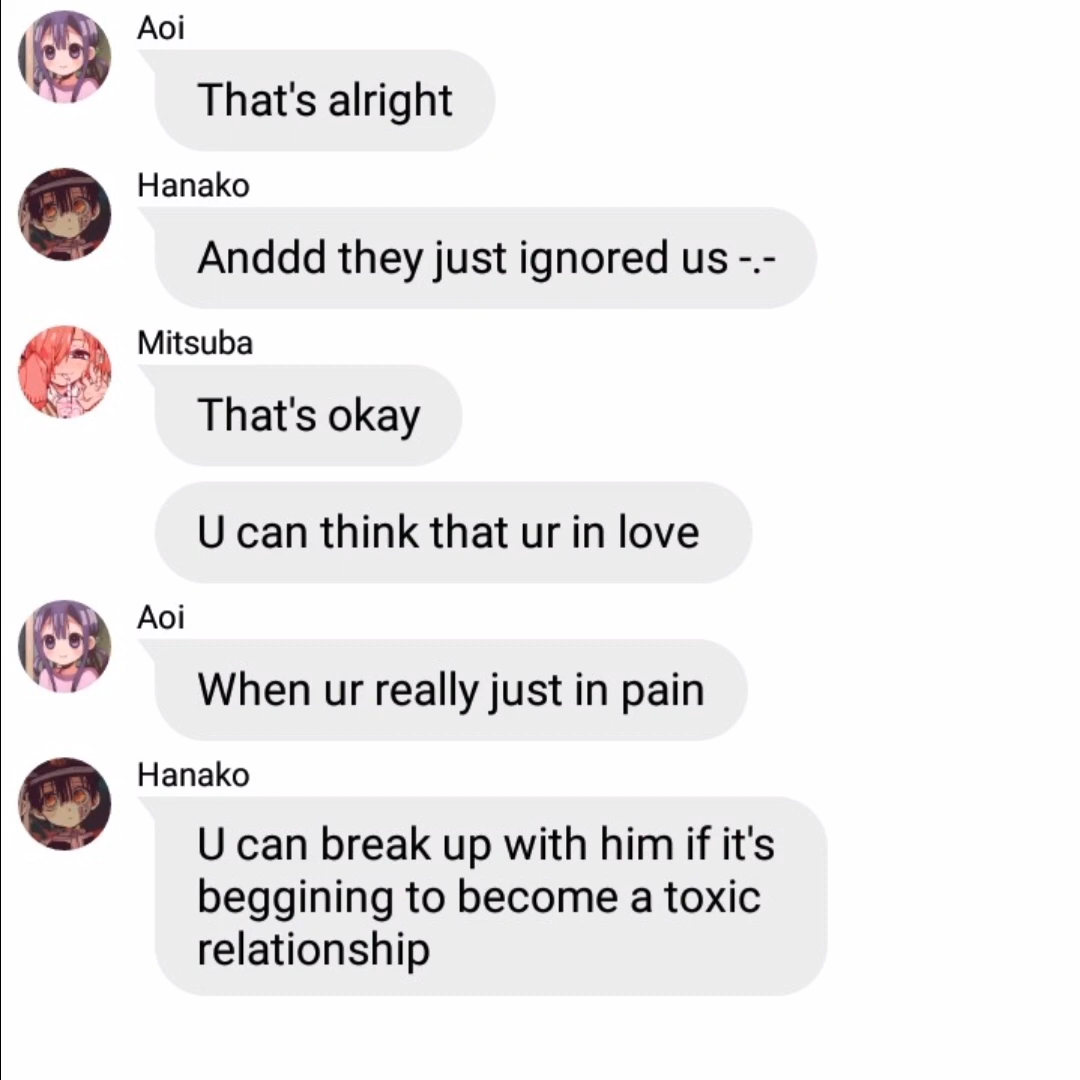 Aoi
That's alright
Hanako
Anddd they just ignored us -.-
Mitsuba
That's okay
U can think that ur in love
Aoi
When ur really just in pain
Hanako
U can break up with him if it's
beggining to become a toxic
relationship